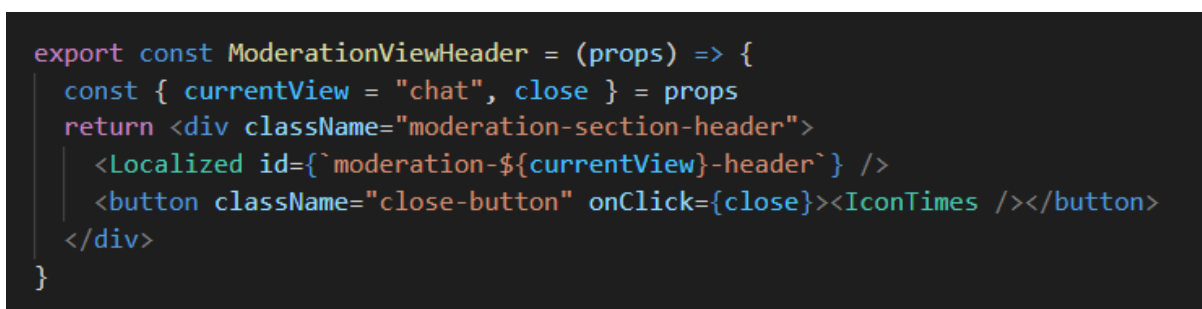 export const ModerationViewHeader = (props) => {
  const { currentView = "chat", close } = props
  return <div className="moderation-section-header">
    <Localized id={`moderation-${currentView}-header`} />
    <button className="close-button" onClick={close}><IconTimes /></button>
  </div>
}